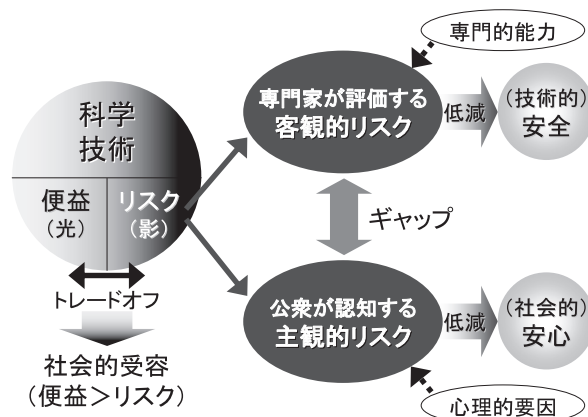 科学
技術
便益
（光）
リスク
（影）
トレードオフ
社会的受容
（便益＞リスク）
専門的能力
専門家が評価する
客観的リスク
低減
（技術的）
安全
ギャップ
公衆が認知する
主観的リスク
低減
（社会的）
安心
心理的要因